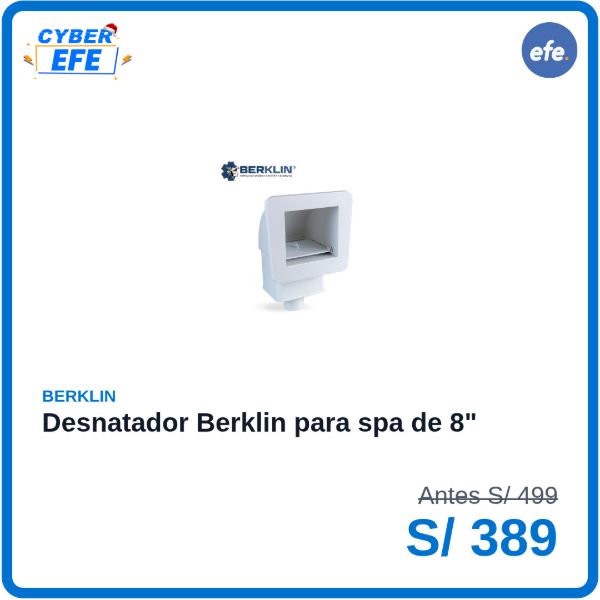 CYBER
EFE
efe.
BERKLIN®
BERKLIN
Desnatador Berklin para spa de 8"
Antes S/ 499
S/ 389